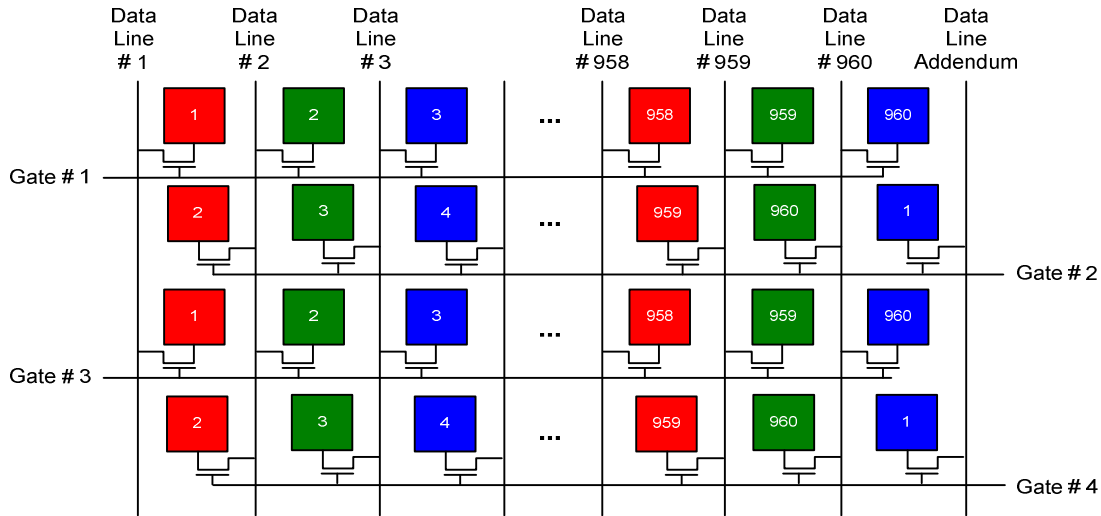 Data Line # 1
Data Line # 2
Data Line # 3
Data Line # 958
Data Line # 959
Data Line # 960
Data Line Addendum
1 2 3 ... 958 959 960
Gate # 1
2 3 4 ... 959 960 1
Gate # 2
1 2 3 ... 958 959 960
Gate # 3
2 3 4 ... 959 960 1
Gate # 4